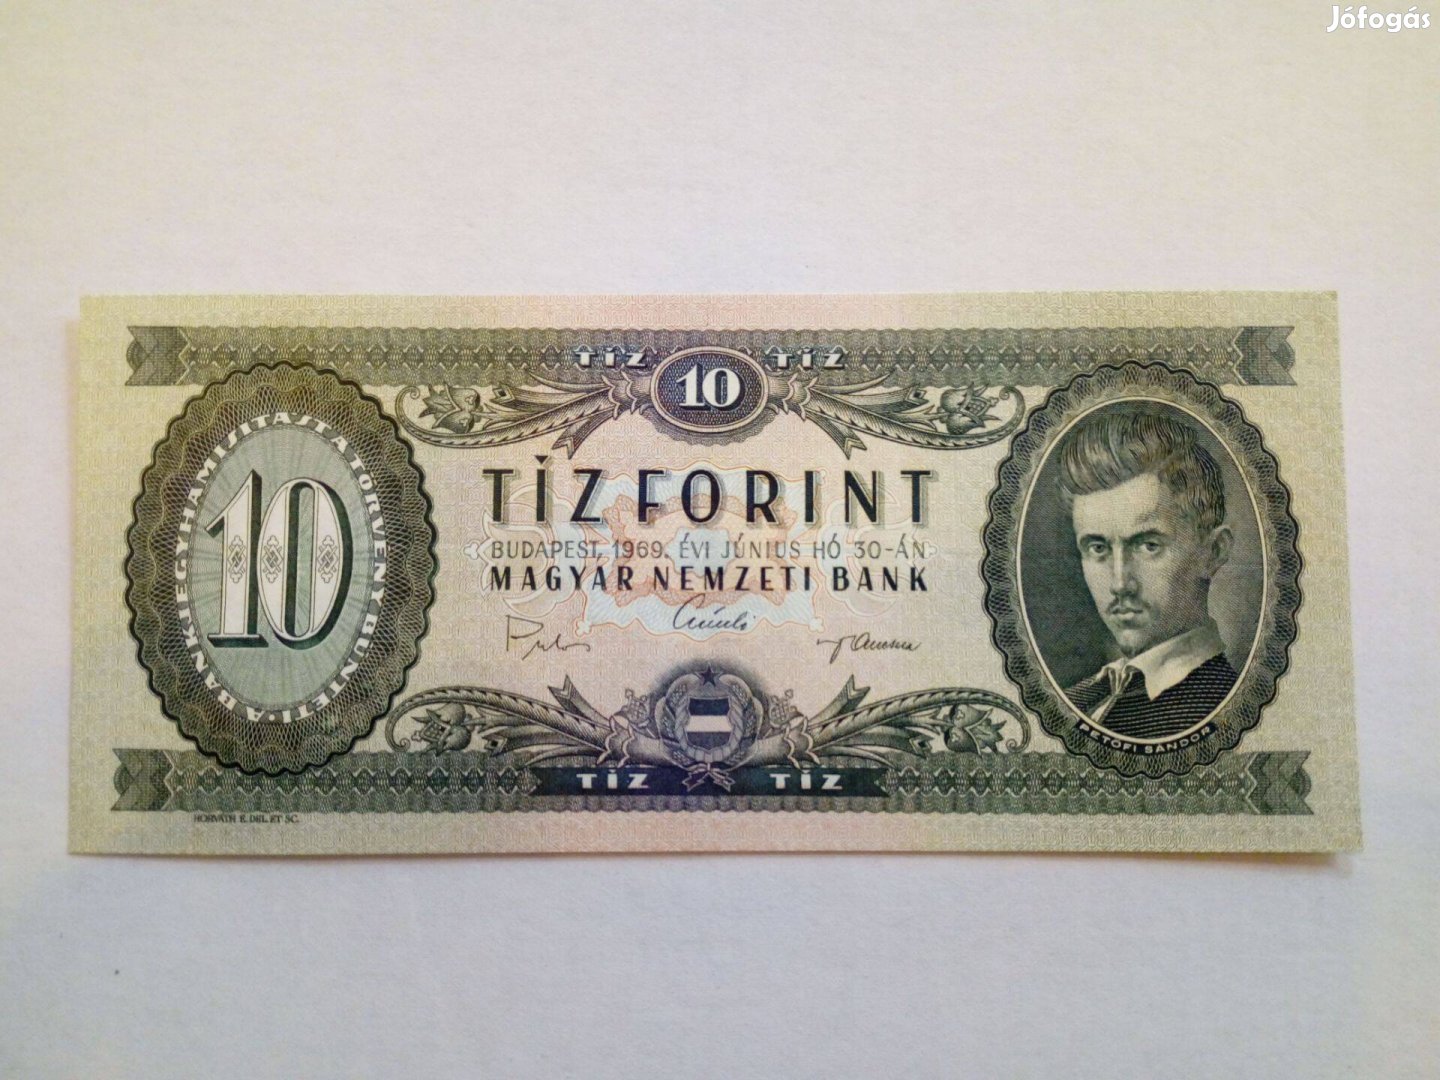 Jófogás
TÍZ 10 TÍZ
A BANKJEGYHAMISÍTÁST A TÖRVÉNY BÜNTETI
10
TÍZ FORINT
BUDAPEST, 1969. ÉVI JÚNIUS HÓ 30-ÁN
MAGYAR NEMZETI BANK
PETŐFI SÁNDOR
TÍZ TÍZ
HORVÁTH E. DEL. ET SC.